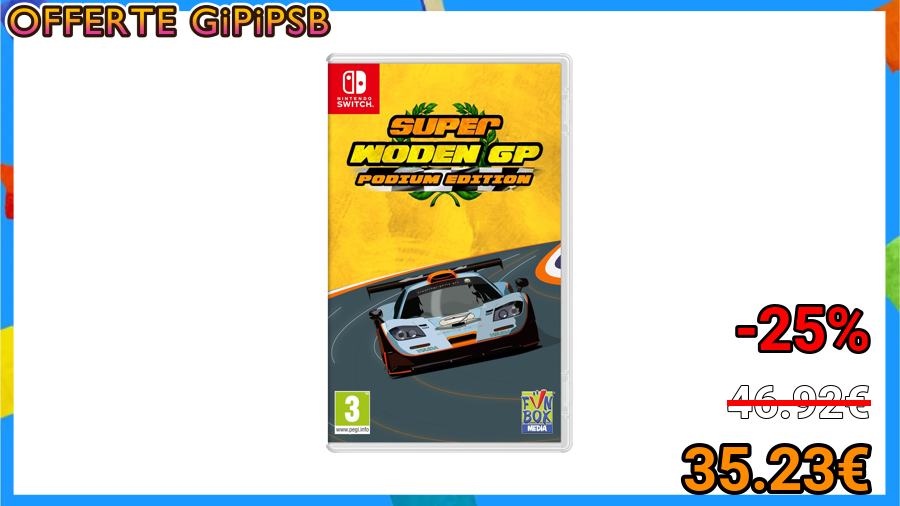 OFFERTE GiPiPSB
NINTENDO
SWITCH.
SUPER
WODEN GP
PODIUM EDITION
3
www.pegi.info
FUN
BOX
MEDIA
-25%
46.92€
35.23€